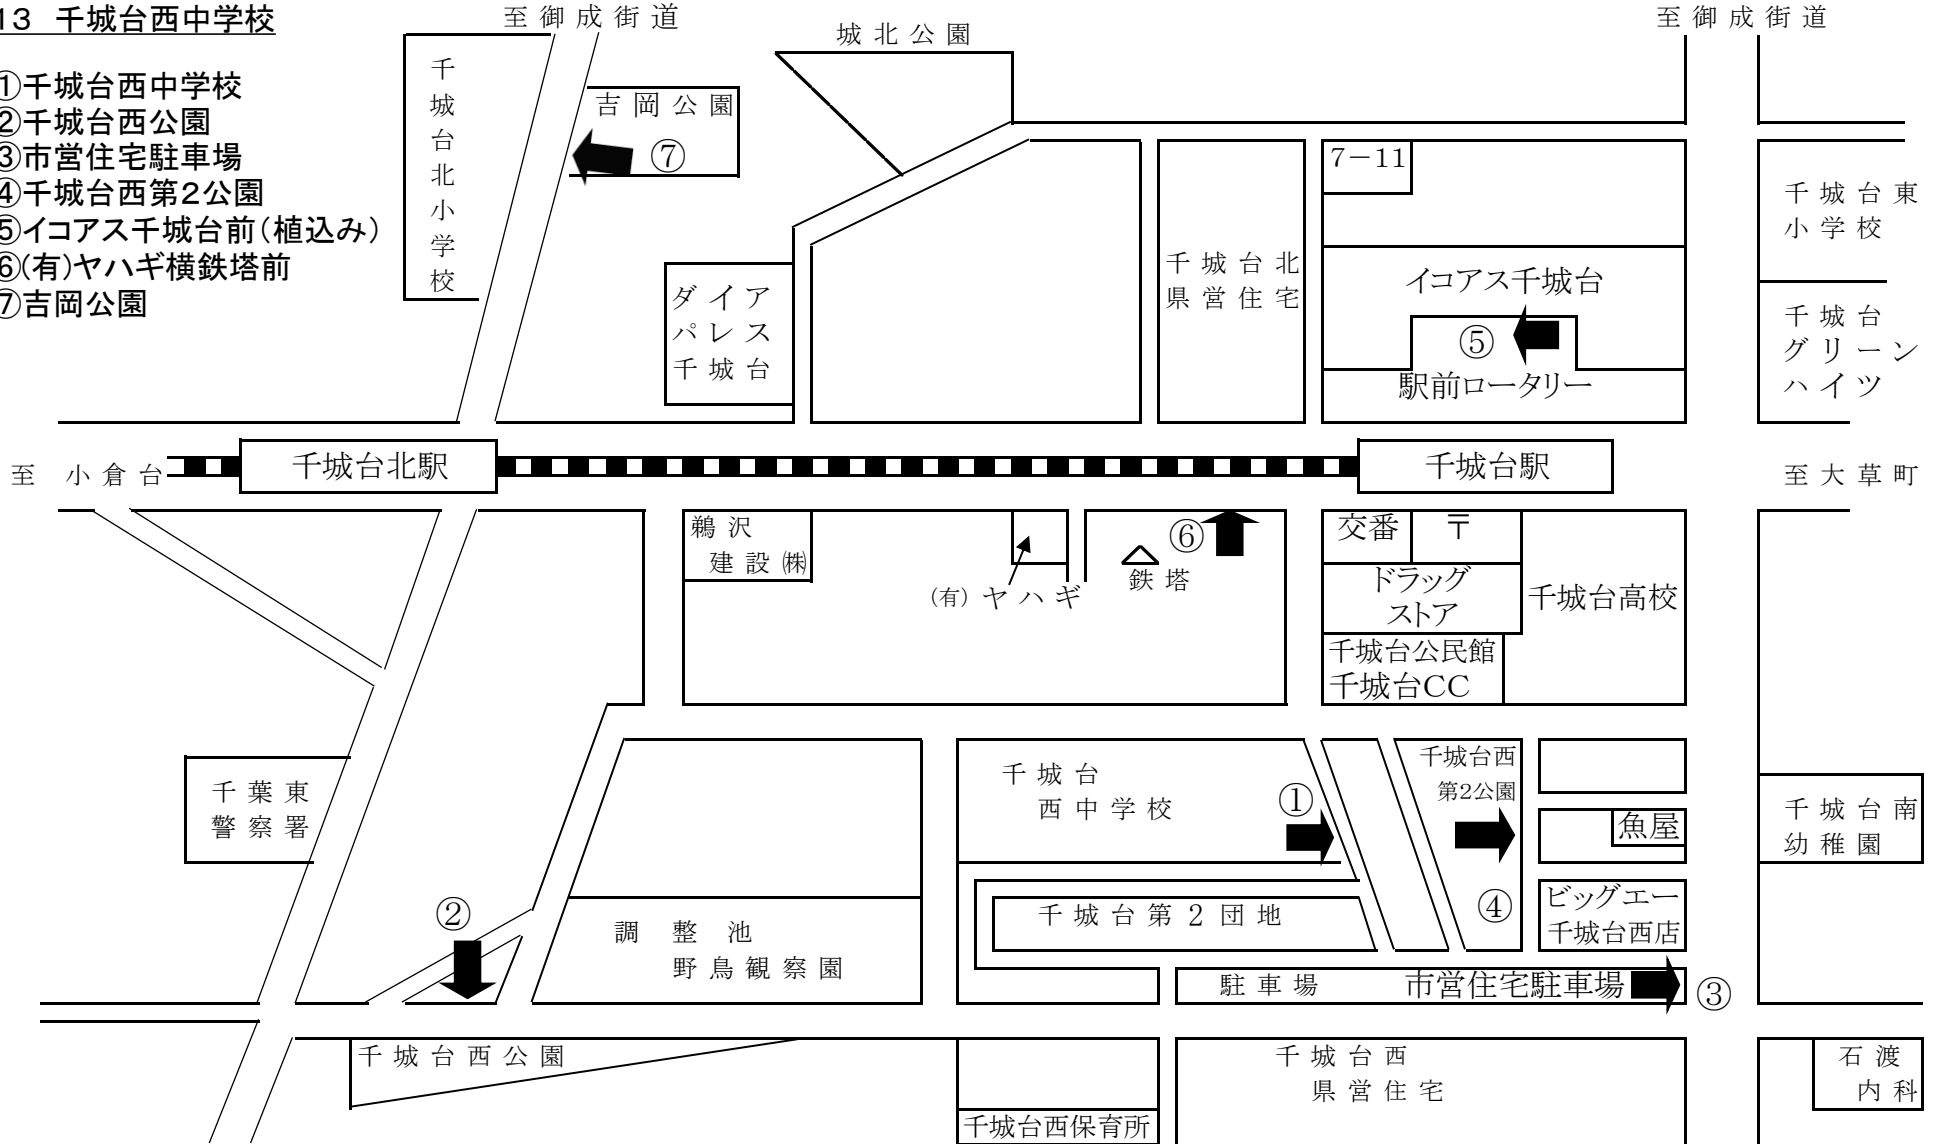 13 千城台西中学校
①千城台西中学校
②千城台西公園
③市営住宅駐車場
④千城台西第2公園
⑤イコアス千城台前(植込み)
⑥(有)ヤハギ横鉄塔前
⑦吉岡公園
至御成街道
城北公園
至御成街道
千城台北小学校
吉岡公園
⑦
7-11
千城台東
小学校
ダイア
パレス
千城台
千城台北
県営住宅
イコアス千城台
⑤
駅前ロータリー
千城台
グリーン
ハイツ
至 小倉台
千城台北駅
千城台駅
至大草町
鵜沢
建設㈱
(有)ヤハギ
鉄塔
⑥
交番
〒
ドラッグ
ストア
千城台公民館
千城台CC
千城台高校
千葉東
警察署
千城台
西中学校
①
千城台西
第2公園
④
魚屋
ビッグエー
千城台西店
千城台南
幼稚園
②
調整池
野鳥観察園
千城台第2団地
駐車場
市営住宅駐車場
③
千城台西公園
千城台西保育所
千城台西
県営住宅
石渡
内科